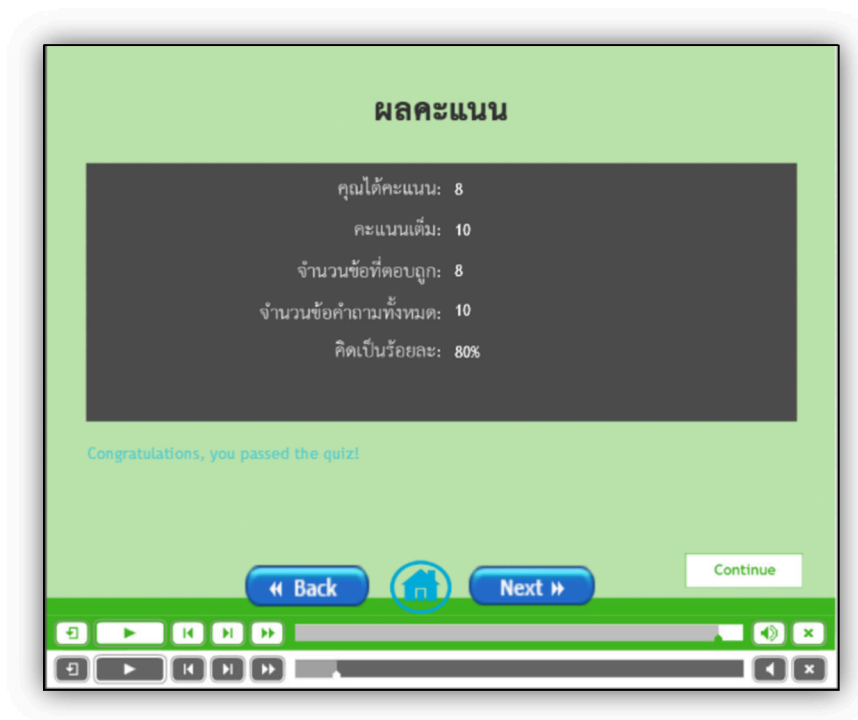 ผลคะแนน
คุณได้คะแนน: 8
คะแนนเต็ม: 10
จำนวนข้อที่ตอบถูก: 8
จำนวนข้อคำถามทั้งหมด: 10
คิดเป็นร้อยละ: 80%
Congratulations, you passed the quiz!
Continue
Back
Next